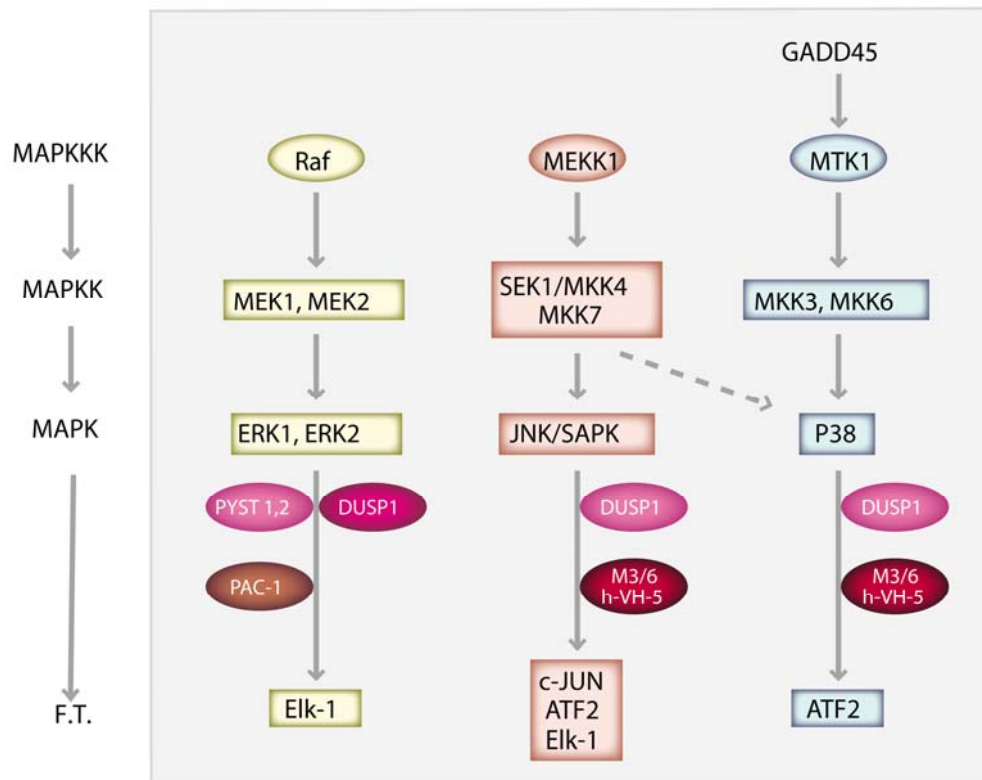 GADD45
MAPKKK
Raf
MEKK1
MTK1
MAPKK
MEK1, MEK2
SEK1/MKK4
MKK7
MKK3, MKK6
MAPK
ERK1, ERK2
JNK/SAPK
P38
PYST 1,2
DUSP1
DUSP1
DUSP1
PAC-1
M3/6
h-VH-5
M3/6
h-VH-5
F.T.
Elk-1
c-JUN
ATF2
Elk-1
ATF2